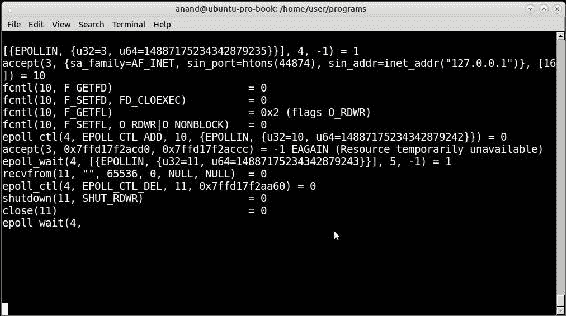 anand@ubuntu-pro-book: /home/user/programs
File Edit View Search Terminal Help
[{EPOLLIN, {u32=3, u64=14887175234342879235}}], 4, -1) = 1
accept(3, {sa_family=AF_INET, sin_port=htons(44874), sin_addr=inet_addr("127.0.0.1")}, [16
]) = 10
fcntl(10, F_GETFD) = 0
fcntl(10, F_SETFD, FD_CLOEXEC) = 0
fcntl(10, F_GETFL) = 0x2 (flags O_RDWR)
fcntl(10, F_SETFL, O_RDWR|O_NONBLOCK) = 0
epoll_ctl(4, EPOLL_CTL_ADD, 10, {EPOLLIN, {u32=10, u64=14887175234342879242}}) = 0
accept(3, 0x7ffd17f2acd0, 0x7ffd17f2accc) = -1 EAGAIN (Resource temporarily unavailable)
epoll_wait(4, [{EPOLLIN, {u32=11, u64=14887175234342879243}}], 5, -1) = 1
recvfrom(11, "", 65536, 0, NULL, NULL) = 0
epoll_ctl(4, EPOLL_CTL_DEL, 11, 0x7ffd17f2aa60) = 0
shutdown(11, SHUT_RDWR) = 0
close(11) = 0
epoll_wait(4,